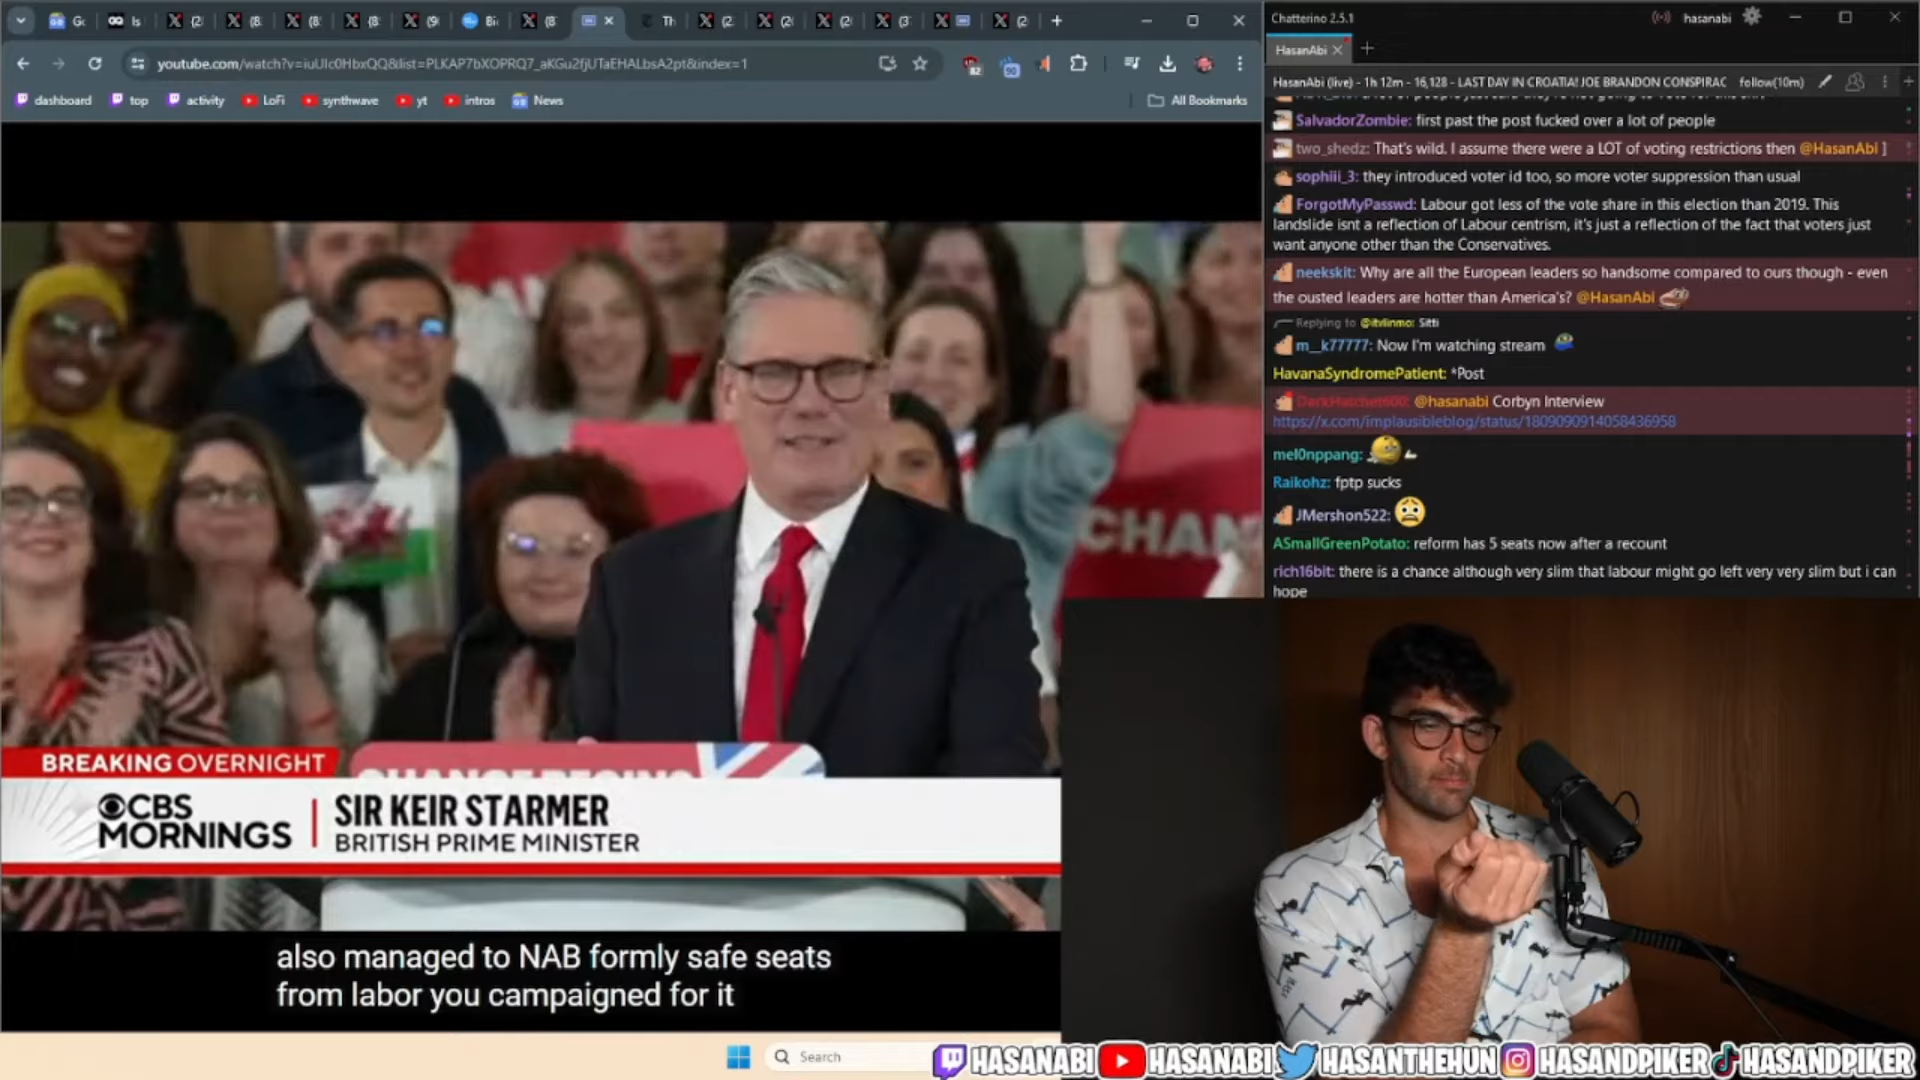 Chatterino 2.5.1
hasanabi
HasanAbi
youtube.com/watch?v=iuUIc0HbxQQ&list=PLKAP7bXOPRQ7_aKGu2fjUTaEHALbsA2pt&index=1
dashboard
top
activity
LoFi
synthwave
yt
intros
News
All Bookmarks
HasanAbi (live) - 1h 12m - 16,128 - LAST DAY IN CROATIA! JOE BRANDON CONSPIRAC
follow(10m)
SalvadorZombie: first past the post fucked over a lot of people
two_shedz: That's wild. I assume there were a LOT of voting restrictions then @HasanAbi ]
sophiii_3: they introduced voter id too, so more voter suppression than usual
ForgotMyPasswd: Labour got less of the vote share in this election than 2019. This
landslide isnt a reflection of Labour centrism, it's just a reflection of the fact that voters just
want anyone other than the Conservatives.
neekskit: Why are all the European leaders so handsome compared to ours though - even
the ousted leaders are hotter than America's? @HasanAbi
Replying to @itvlinmo: Sitti
m__k77777: Now I'm watching stream
HavanaSyndromePatient: *Post
DarkHatchet600: @hasanabi Corbyn Interview
https://x.com/implausibleblog/status/1809090914058436958
mel0nppang:
Raikohz: fptp sucks
JMershon522:
ASmallGreenPotato: reform has 5 seats now after a recount
rich16bit: there is a chance although very slim that labour might go left very very slim but i can
hope
CHAN
CHANGE BEGINS
BREAKING OVERNIGHT
CBS
MORNINGS
SIR KEIR STARMER
BRITISH PRIME MINISTER
also managed to NAB formly safe seats
from labor you campaigned for it
Search
HASANABI
HASANABI
HASANTHEHUN
HASANDPIKER
HASANDPIKER